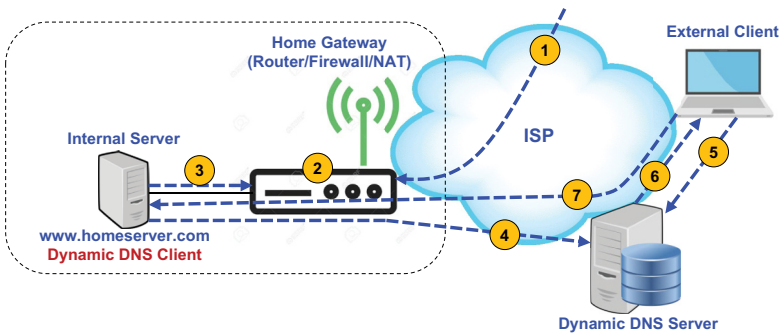 Home Gateway
(Router/Firewall/NAT)
1
External Client
ISP
Internal Server
3
2
6
5
7
www.homeserver.com
Dynamic DNS Client
4
Dynamic DNS Server